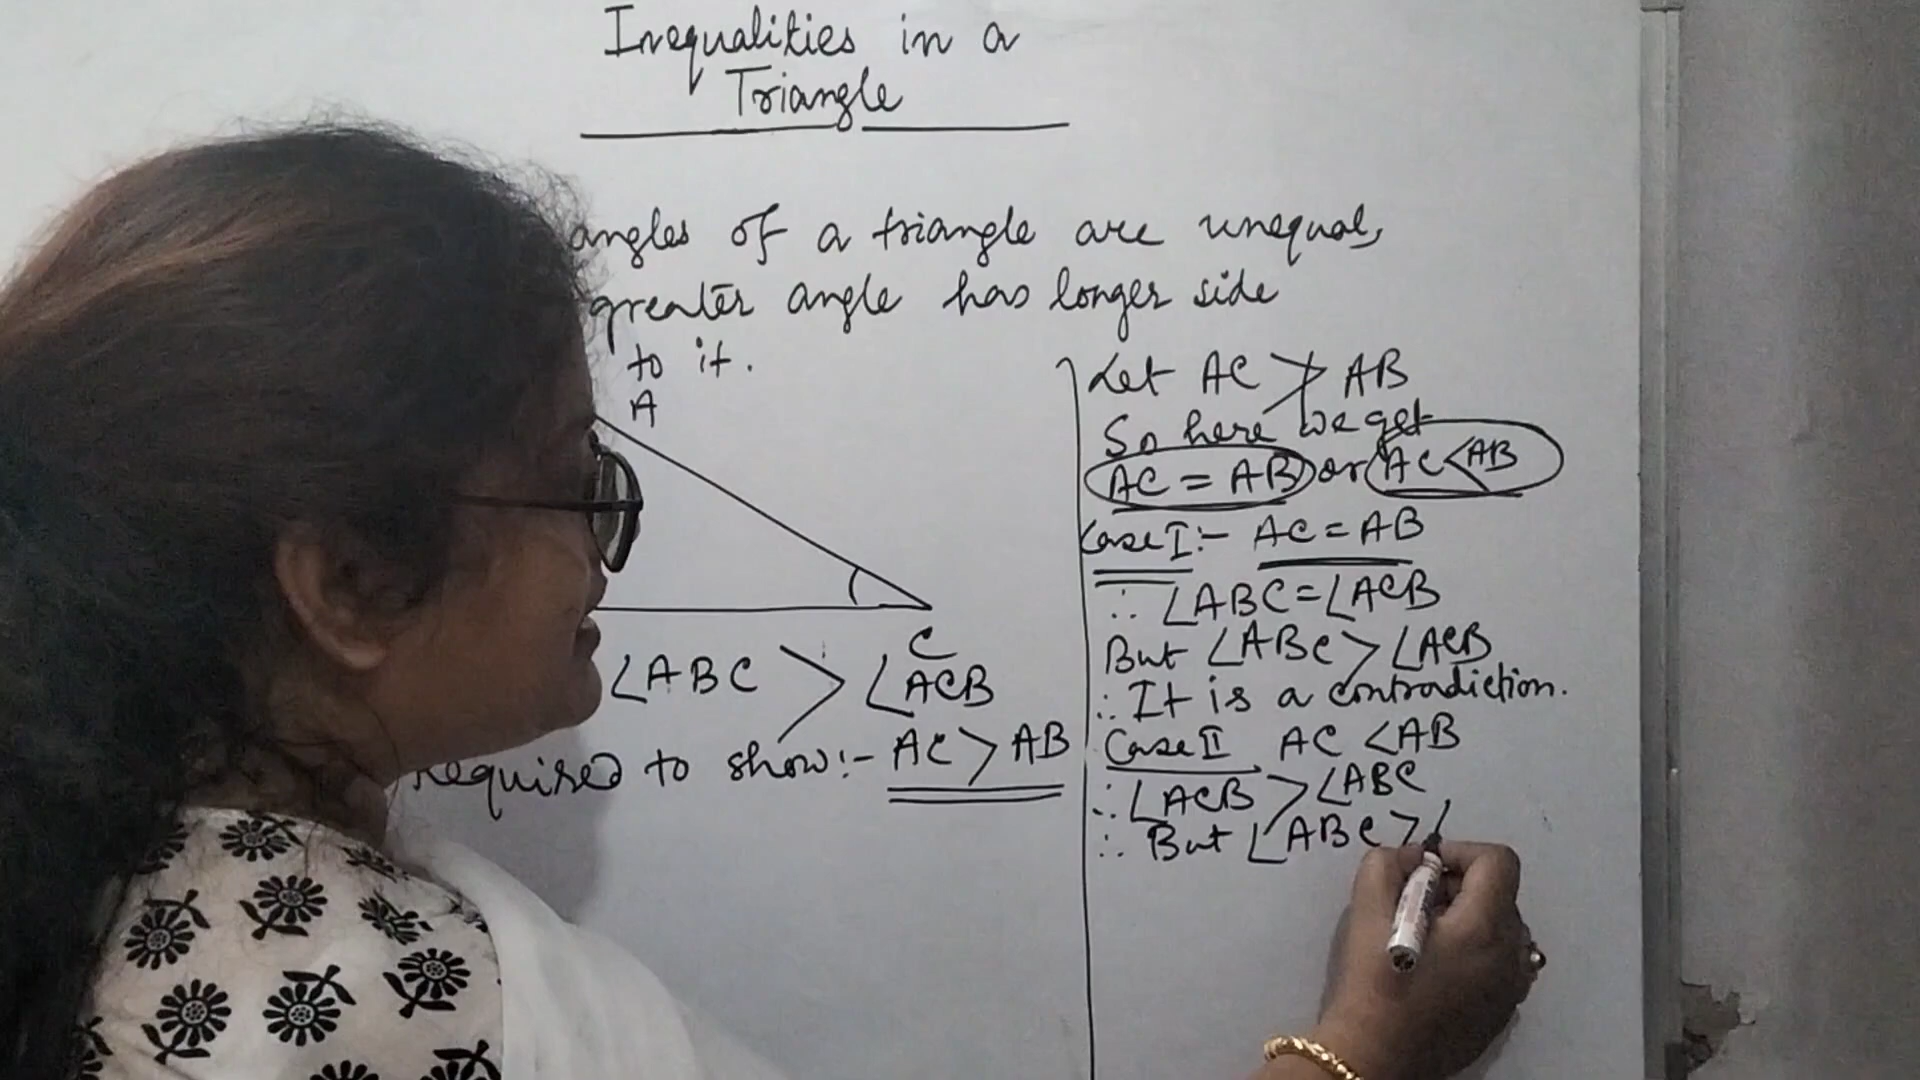 Inequalities in a
Triangle
angles of a triangle are unequal,
greater angle has longer side
to it.
A
C
∠ABC > ∠ACB
required to show:- AC > AB
Let AC ≯ AB
So here we get
AC = AB or AC < AB
Case I:- AC = AB
∴ ∠ABC = ∠ACB
But ∠ABC > ∠ACB
∴ It is a contradiction.
Case II AC < AB
∴ ∠ACB > ∠ABC
∴ But ∠ABC >